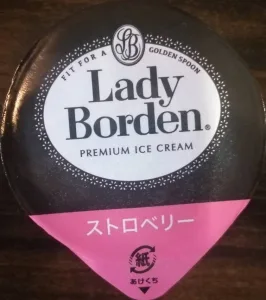 FIT FOR A GOLDEN SPOON
LB
Lady
Borden®
PREMIUM ICE CREAM
ストロベリー
紙
あけくち